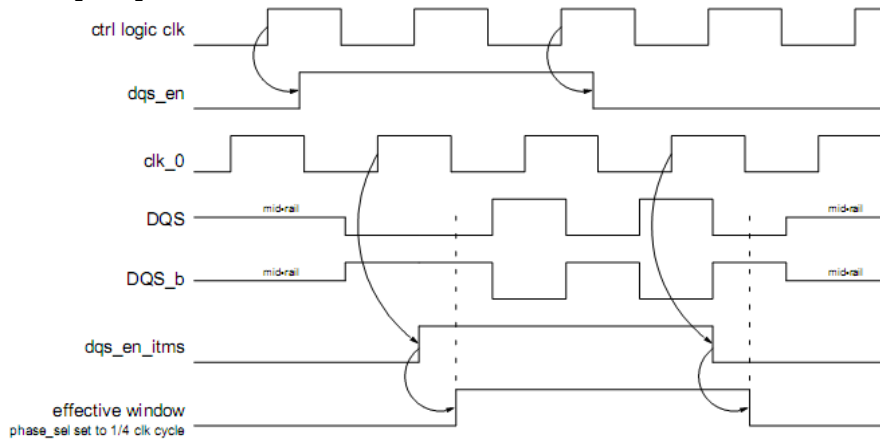 ctrl logic clk
dqs_en
clk_0
mid-rail mid-rail
DQS
mid-rail mid-rail
DQS_b
dqs_en_itms
effective window
phase_sel set to 1/4 clk cycle